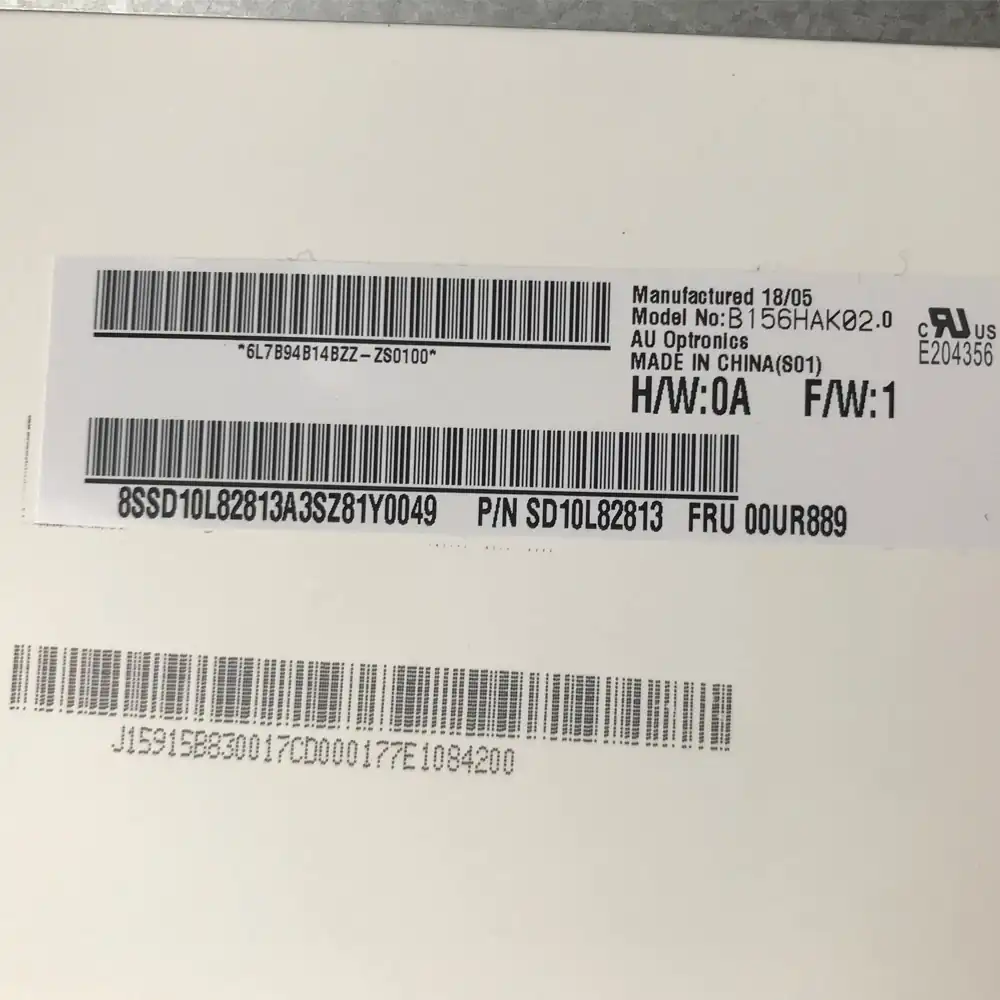 *6L7B94B14BZZ-ZS0100*
Manufactured 18/05
Model No:B156HAK02.0
AU Optronics
MADE IN CHINA(S01)
H/W:0A F/W:1
c RU US
E204356
8SSD10L82813A3SZ81Y0049 P/N SD10L82813 FRU 00UR889
J15915B830017CD000177E1084200